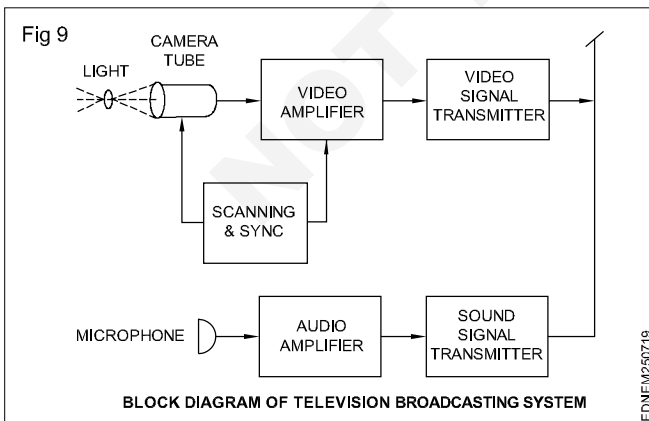 Fig 9
LIGHT
CAMERA
TUBE
VIDEO
AMPLIFIER
VIDEO
SIGNAL
TRANSMITTER
SCANNING
& SYNC
MICROPHONE
AUDIO
AMPLIFIER
SOUND
SIGNAL
TRANSMITTER
BLOCK DIAGRAM OF TELEVISION BROADCASTING SYSTEM
EDNEM250719
NOT